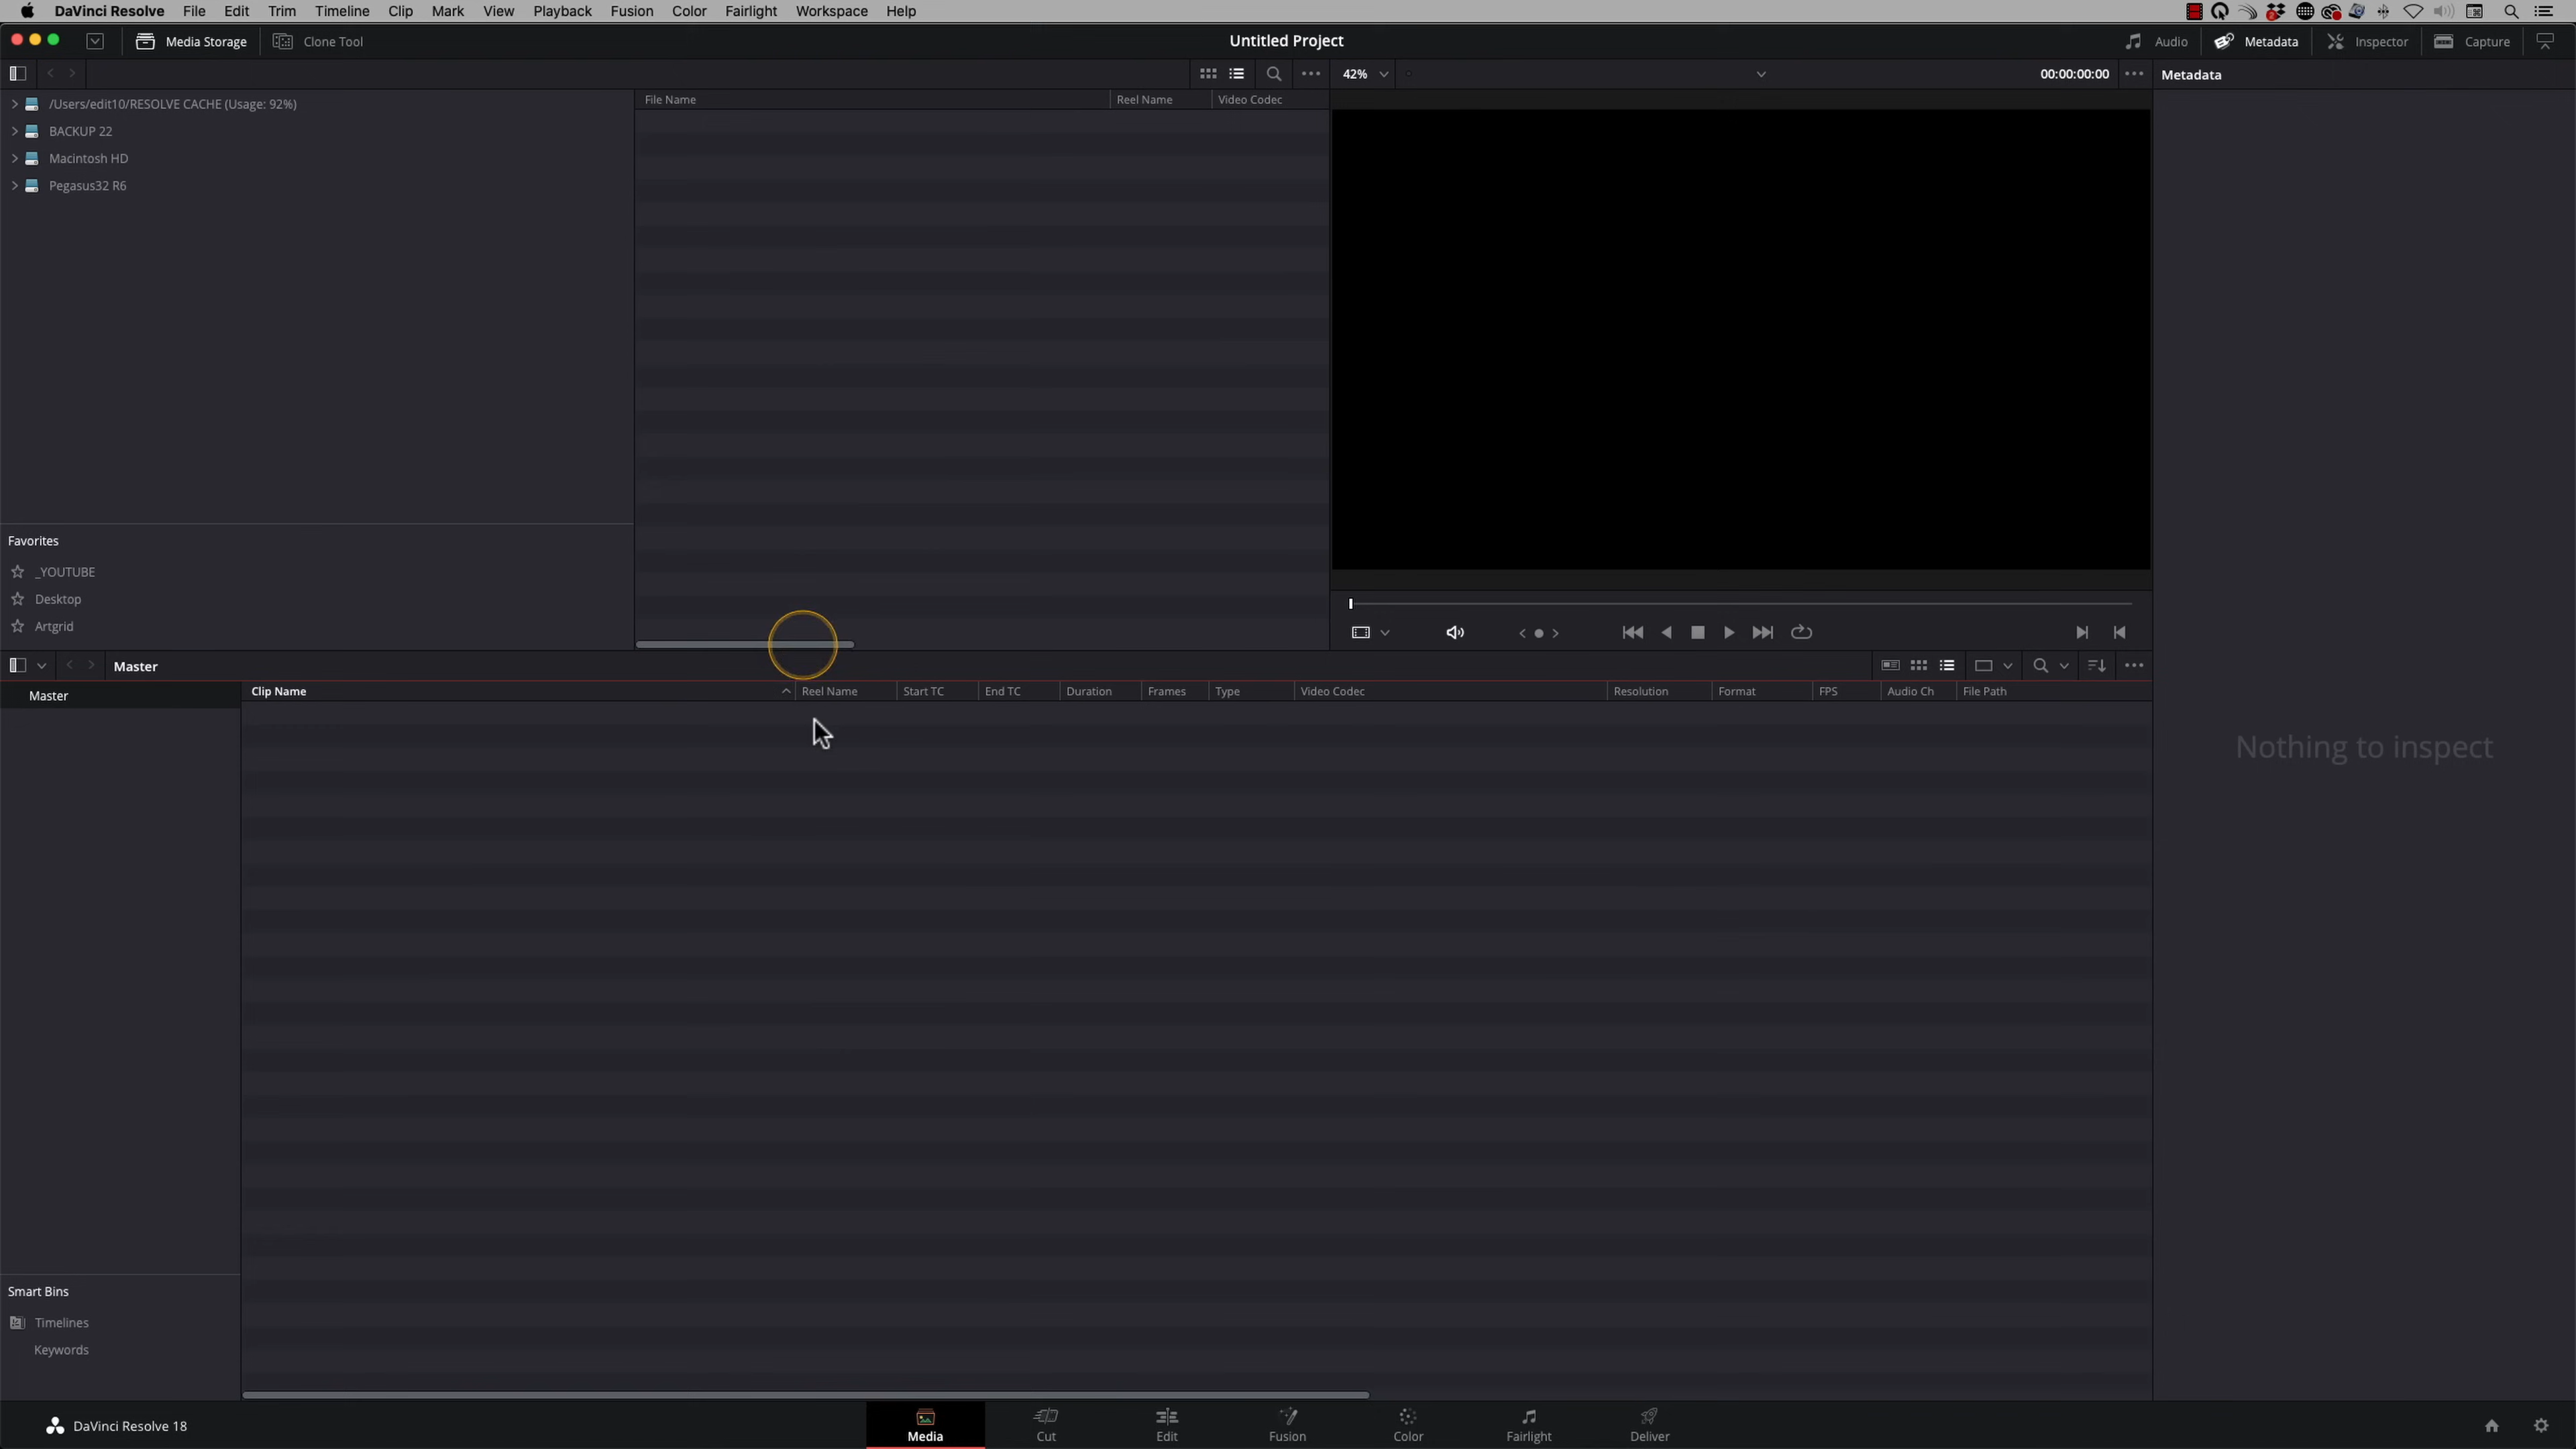 DaVinci Resolve File Edit Trim Timeline Clip Mark View Playback Fusion Color Fairlight Workspace Help
Media Storage Clone Tool Untitled Project Audio Metadata Inspector Capture
42% 00:00:00:00 Metadata
/Users/edit10/RESOLVE CACHE (Usage: 92%)
BACKUP 22
Macintosh HD
Pegasus32 R6
File Name Reel Name Video Codec
Favorites
_YOUTUBE
Desktop
Artgrid
Master
Master
Clip Name Reel Name Start TC End TC Duration Frames Type Video Codec Resolution Format FPS Audio Ch File Path
Nothing to inspect
Smart Bins
Timelines
Keywords
DaVinci Resolve 18
Media Cut Edit Fusion Color Fairlight Deliver